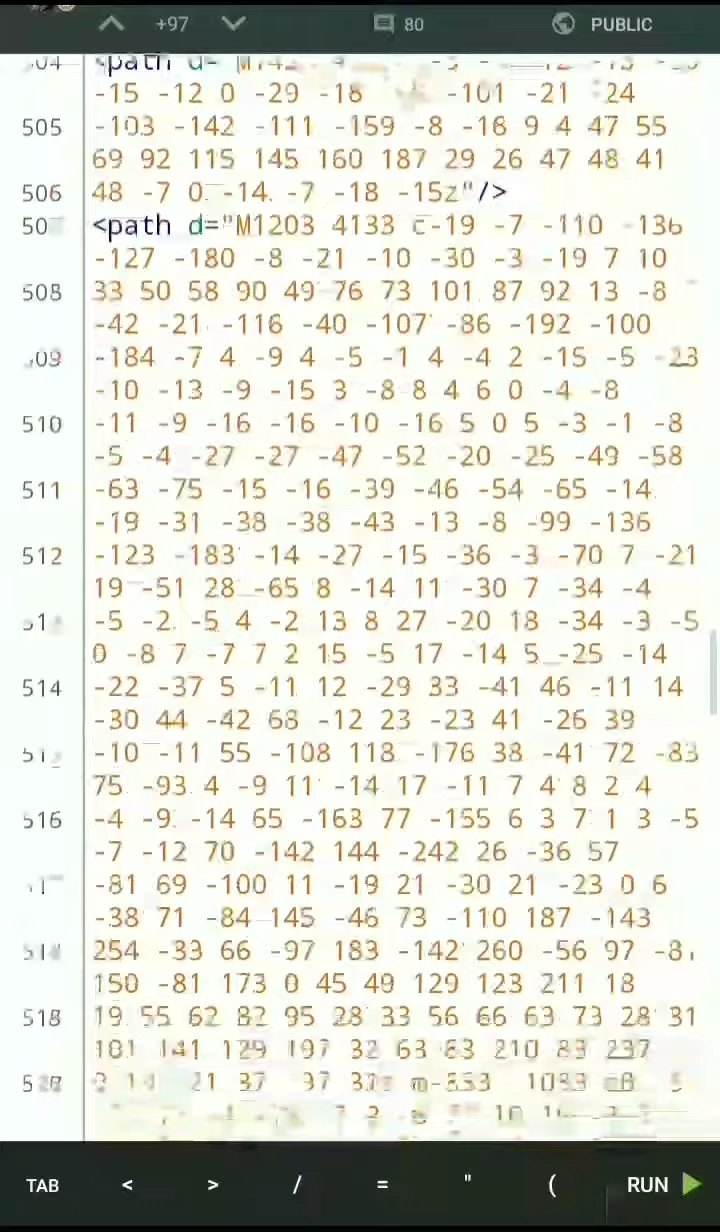 +97 80 PUBLIC
-15 -12 0 -29 -18 -101 -21 24
505 -103 -142 -111 -159 -8 -16 9 4 47 55
69 92 115 145 160 187 29 26 47 48 41
506 48 -7 0 -14 -7 -18 -15z"/>
<path d="M1203 4133 c-19 -7 -110 -136
-127 -180 -8 -21 -10 -30 -3 -19 7 10
508 33 50 58 90 49 76 73 101 87 92 13 -8
-42 -21 -116 -40 -107 -86 -192 -100
-184 -7 4 -9 4 -5 -1 4 -4 2 -15 -5 -23
-10 -13 -9 -15 3 -8 8 4 6 0 -4 -8
510 -11 -9 -16 -16 -10 -16 5 0 5 -3 -1 -8
-5 -4 -27 -27 -47 -52 -20 -25 -49 -58
511 -63 -75 -15 -16 -39 -46 -54 -65 -14
-19 -31 -38 -38 -43 -13 -8 -99 -136
512 -123 -183 -14 -27 -15 -36 -3 -70 7 -21
19 -51 28 -65 8 -14 11 -30 7 -34 -4
-5 -2 -5 4 -2 13 8 27 -20 18 -34 -3 -5
0 -8 7 -7 7 2 15 -5 17 -14 5 -25 -14
514 -22 -37 5 -11 12 -29 33 -41 46 -11 14
-30 44 -42 68 -12 23 -23 41 -26 39
-10 -11 55 -108 118 -176 38 -41 72 -83
75 -93 4 -9 11 -14 17 -11 7 4 8 2 4
516 -4 -9 -14 65 -163 77 -155 6 3 7 1 3 -5
-7 -12 70 -142 144 -242 26 -36 57
-81 69 -100 11 -19 21 -30 21 -23 0 6
-38 71 -84 145 -46 73 -110 187 -143
254 -33 66 -97 183 -142 260 -56 97
150 -81 173 0 45 49 129 123 211 18
519 19 55 62 82 95 28 33 56 66 63 73 28 31
101 141 129 197 32 63 83 210 83 237
21 37 37 1033
TAB < > / = " ( RUN